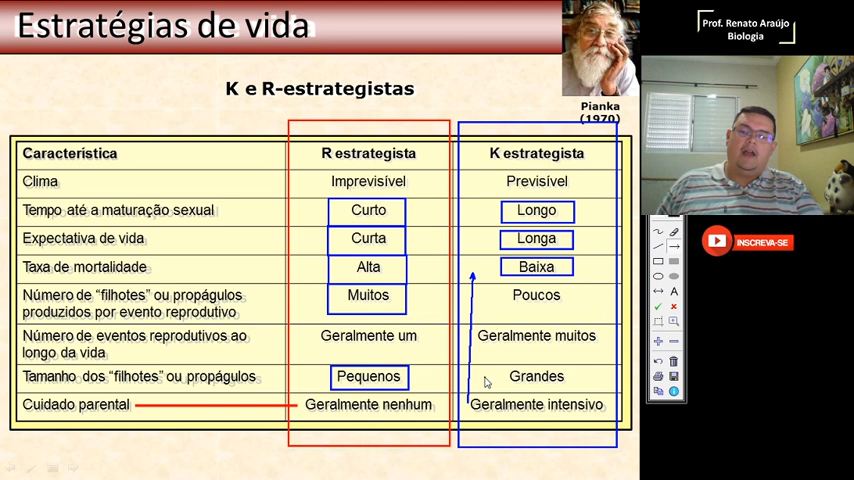 Estratégias de vida
Prof. Renato Araújo
Biologia
K e R-estrategistas
Pianka
(1970)
Característica R estrategista K estrategista
Clima Imprevisível Previsível
Tempo até a maturação sexual Curto Longo
Expectativa de vida Curta Longa
Taxa de mortalidade Alta Baixa
Número de “filhotes” ou propágulos Muitos Poucos
produzidos por evento reprodutivo
Número de eventos reprodutivos ao Geralmente um Geralmente muitos
longo da vida
Tamanho dos “filhotes” ou propágulos Pequenos Grandes
Cuidado parental Geralmente nenhum Geralmente intensivo
INSCREVA-SE
A